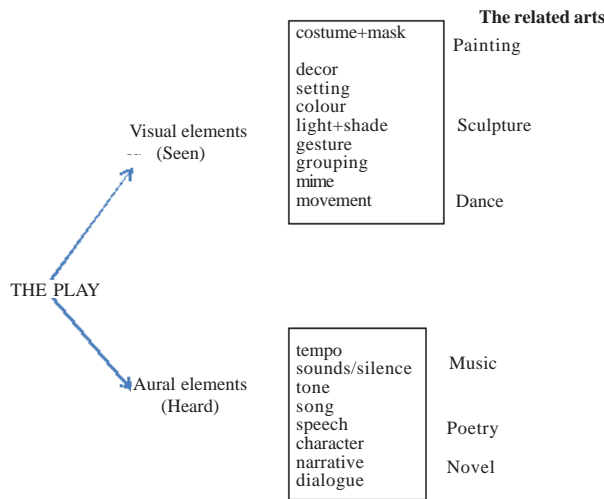 The related arts
costume+mask
Painting
decor
setting
colour
light+shade
gesture
grouping
mime
movement
Sculpture
Dance
Visual elements
(Seen)
THE PLAY
Aural elements
(Heard)
tempo
sounds/silence
tone
song
speech
character
narrative
dialogue
Music
Poetry
Novel